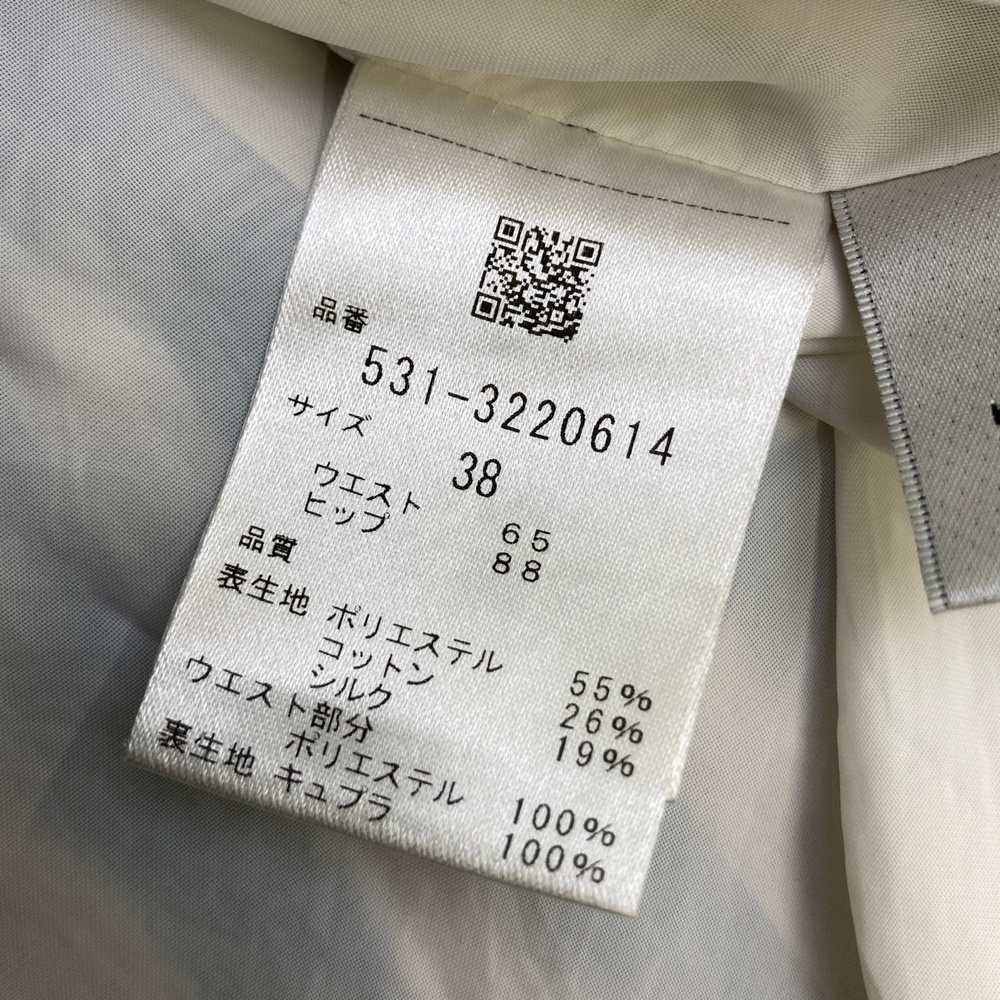 品番
531-3220614
サイズ
38
ウエスト 65
ヒップ 88
品質
表生地 ポリエステル 55%
コットン 26%
シルク 19%
ウエスト部分
ポリエステル 100%
裏生地 キュプラ 100%